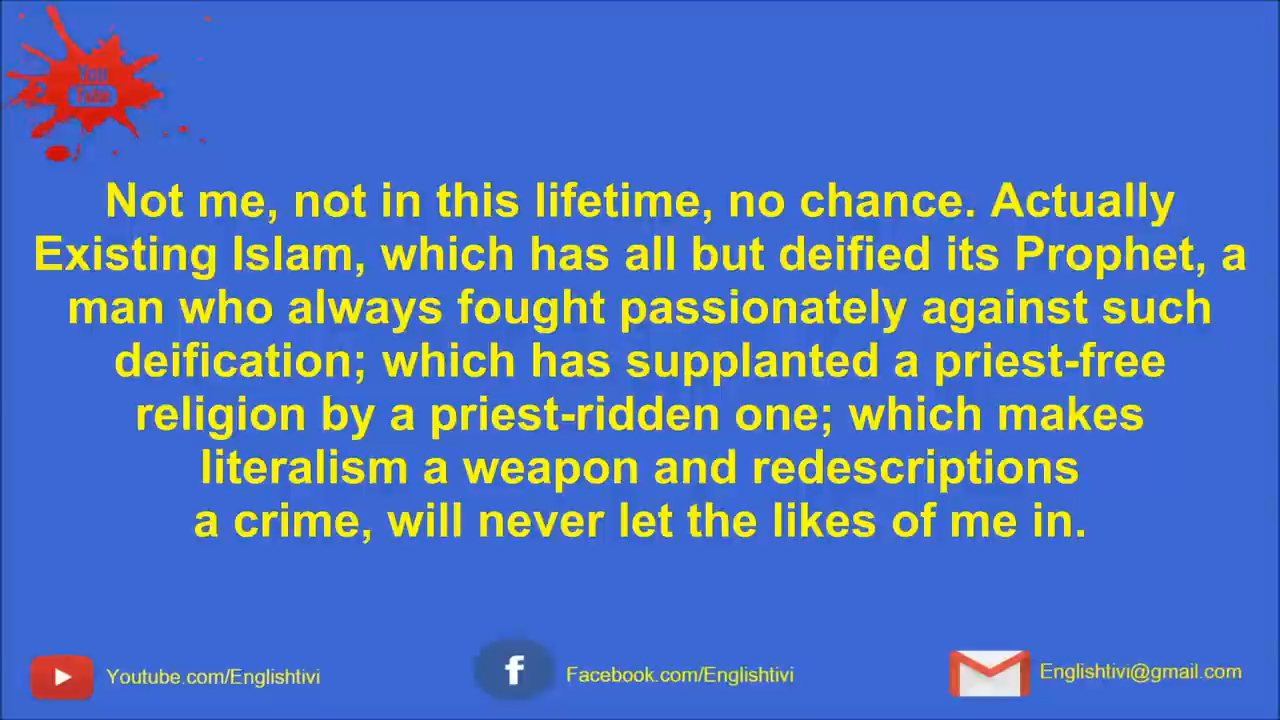 You
Tube
Not me, not in this lifetime, no chance. Actually
Existing Islam, which has all but deified its Prophet, a
man who always fought passionately against such
deification; which has supplanted a priest-free
religion by a priest-ridden one; which makes
literalism a weapon and redescriptions
a crime, will never let the likes of me in.
Youtube.com/Englishtivi
f
Facebook.com/Englishtivi
Englishtivi@gmail.com